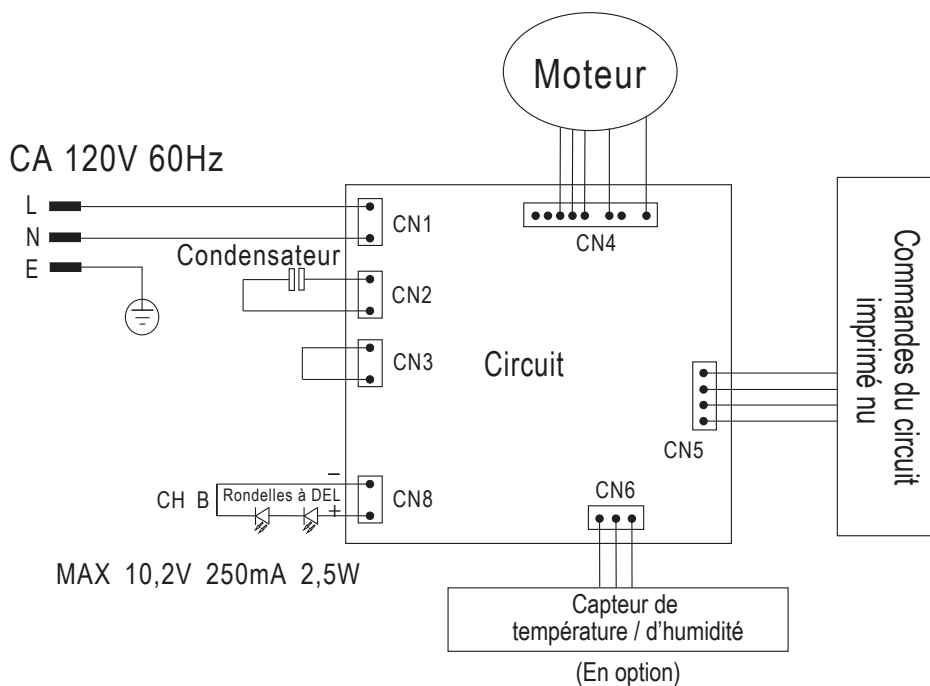 Moteur
CA 120V 60Hz
L
N
E
CN1
CN4
Condensateur
CN2
CN3
Circuit
Commandes du circuit
imprimé nu
CN5
CH B
Rondelles à DEL
−
+
CN8
CN6
MAX 10,2V 250mA 2,5W
Capteur de
température / d'humidité
(En option)